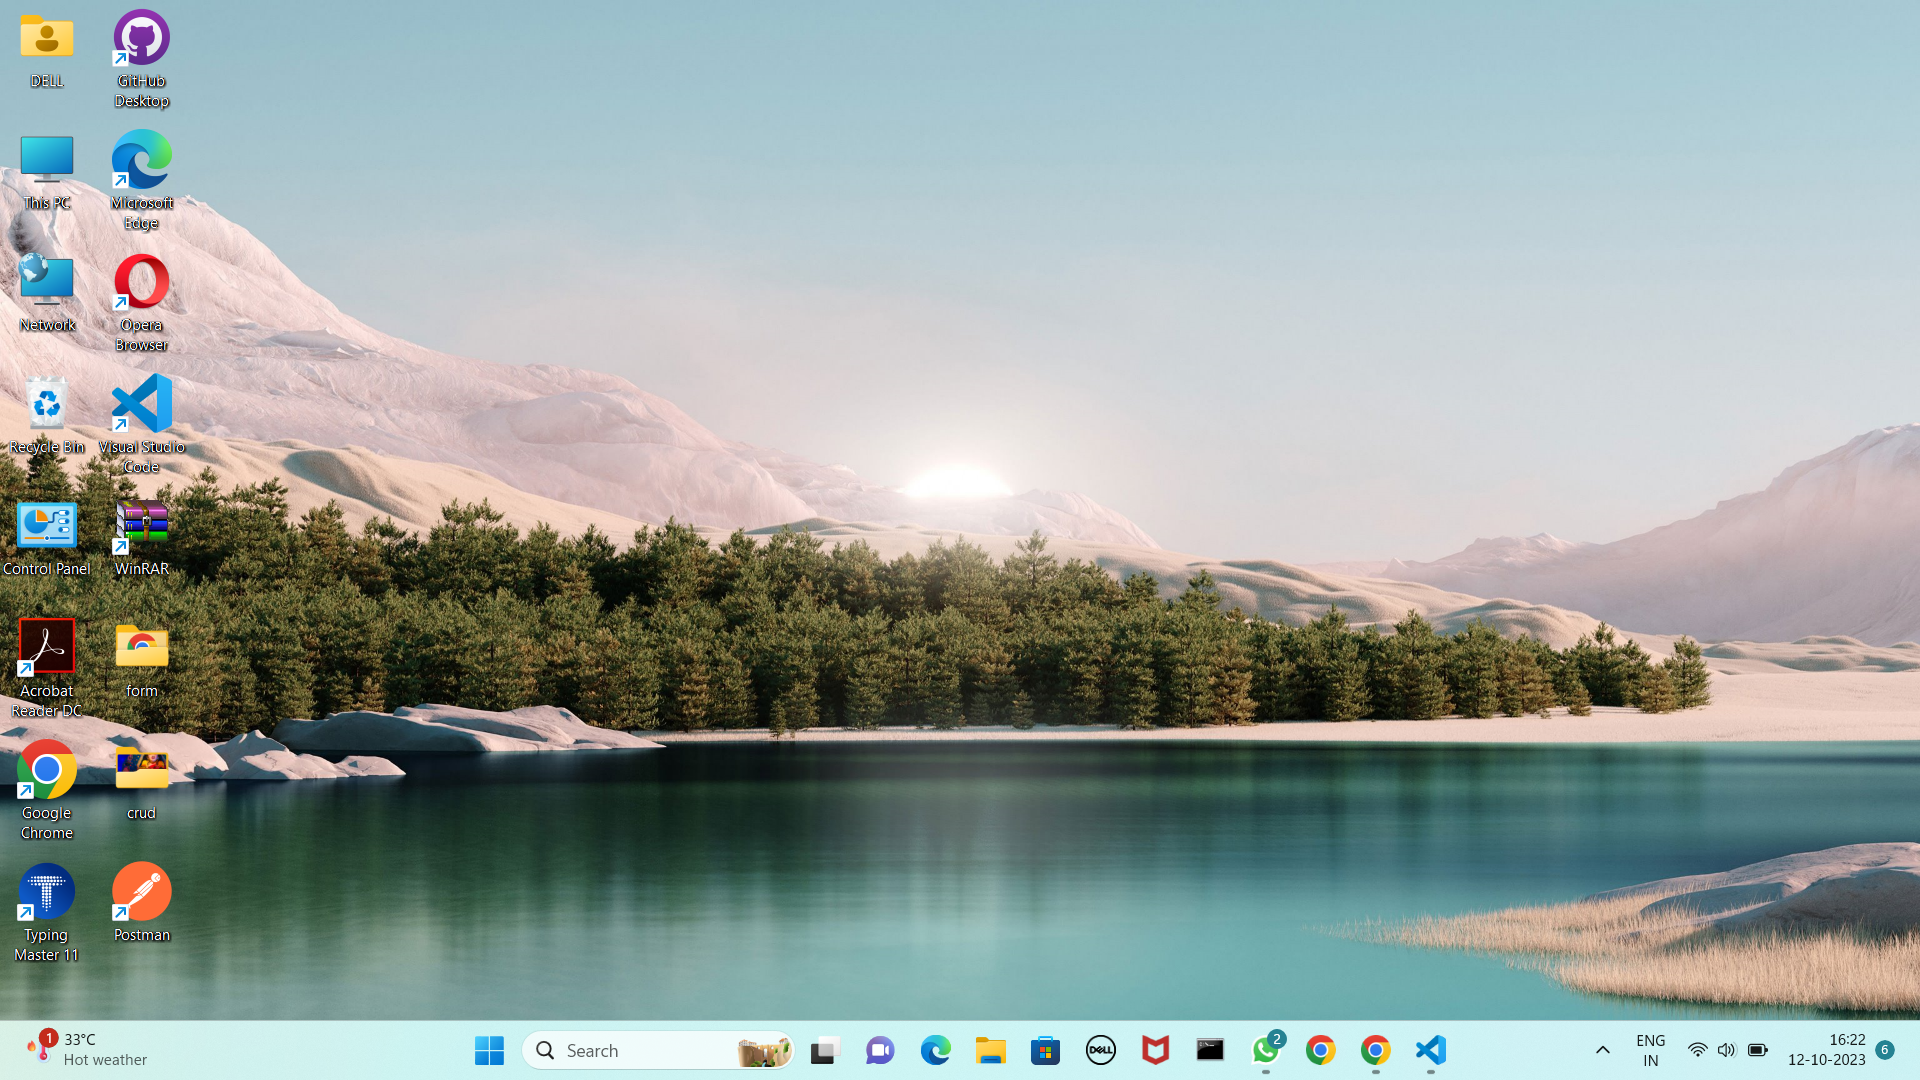 DELL
GitHub
Desktop
This PC
Microsoft
Edge
Network
Opera
Browser
Recycle Bin
Visual Studio
Code
Control Panel
WinRAR
Acrobat
Reader DC
form
Google
Chrome
crud
Typing
Master 11
Postman
1
33°C
Hot weather
Search
DELL
2
ENG
IN
16:22
12-10-2023
6